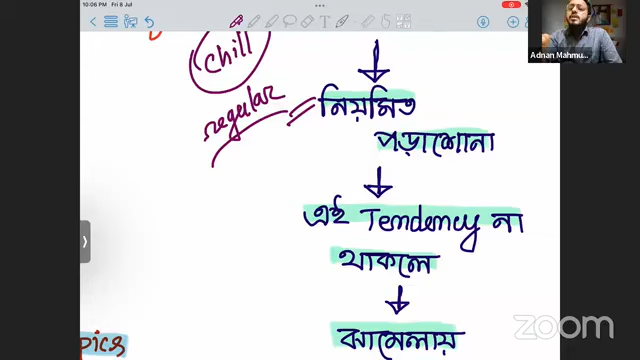 10:06 PM Fri 8 Jul
Adnan Mahmu...
chill
regular
নিয়মিত
পড়াশোনা
এই Tendency না
থাকলে
ঝামেলায়
pics
zoom